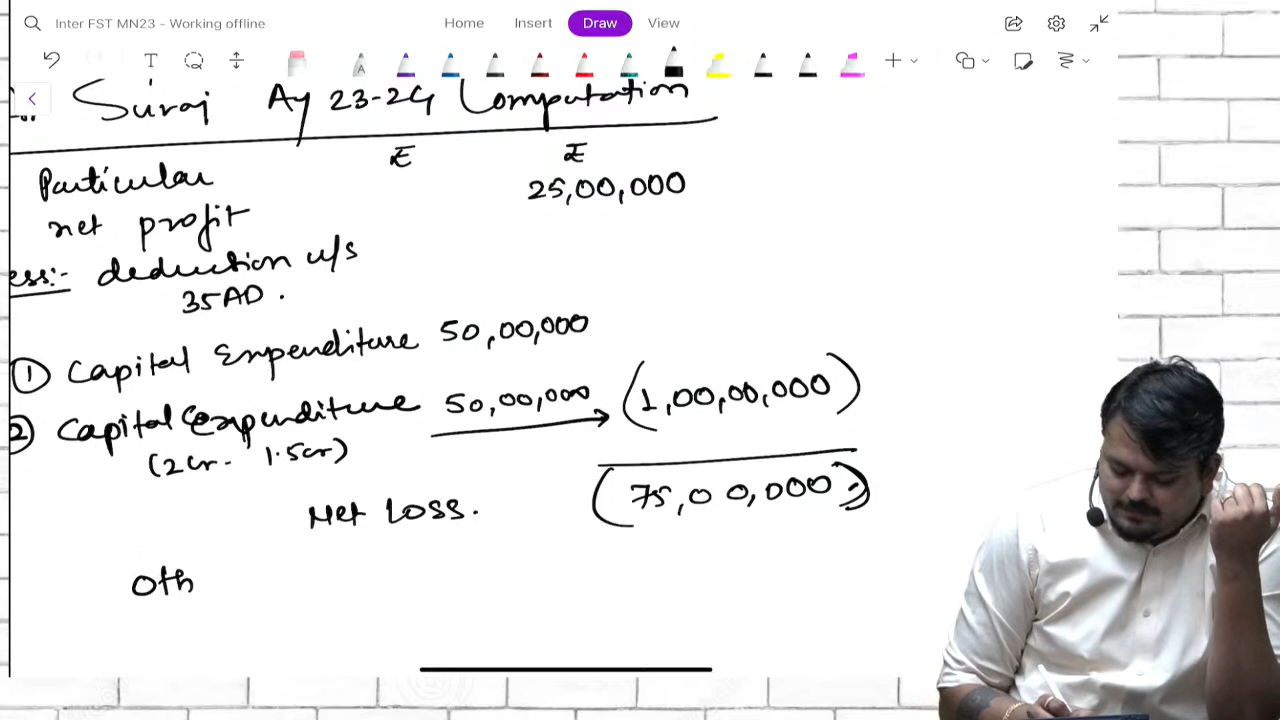 Inter FST MN23 - Working offline
Home Insert Draw View
T
A
Suraj Ay 23-24 Computation
₹ ₹
Particular
net profit 25,00,000
ess:- deduction u/s
35AD.
① Capital Expenditure 50,00,000
2) Capital Expenditure 50,00,000 (1,00,00,000)
(2cr- 1.5cr)
Net Loss. (75,00,000)
Oth